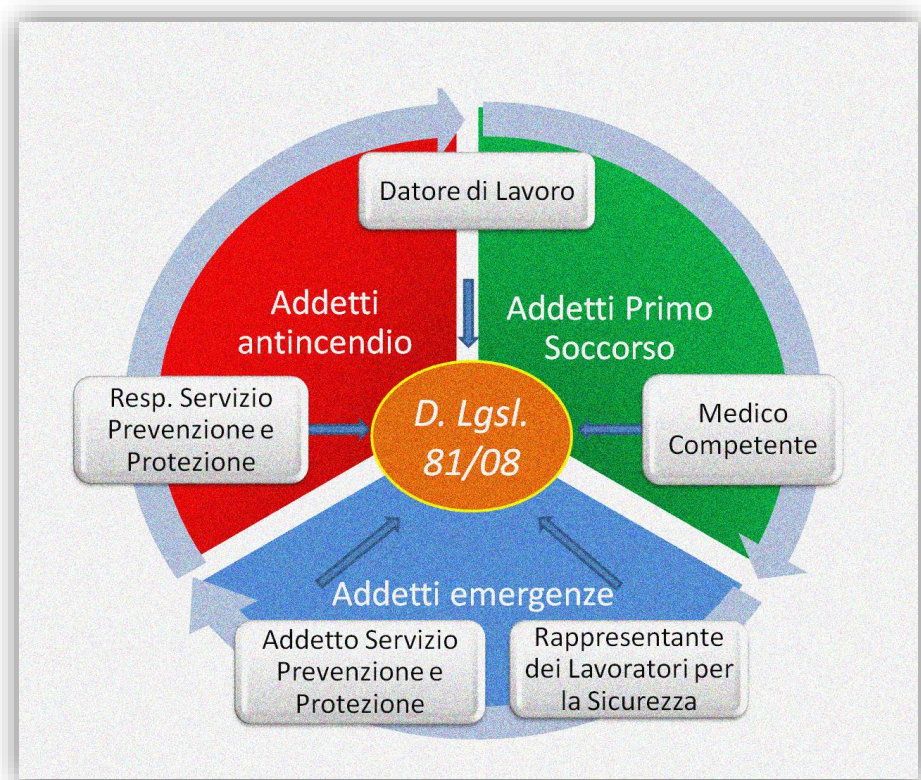 Datore di Lavoro
Addetti
antincendio
Addetti Primo
Soccorso
Resp. Servizio
Prevenzione e
Protezione
D. Lgsl.
81/08
Medico
Competente
Addetti emergenze
Addetto Servizio
Prevenzione e
Protezione
Rappresentante
dei Lavoratori per
la Sicurezza